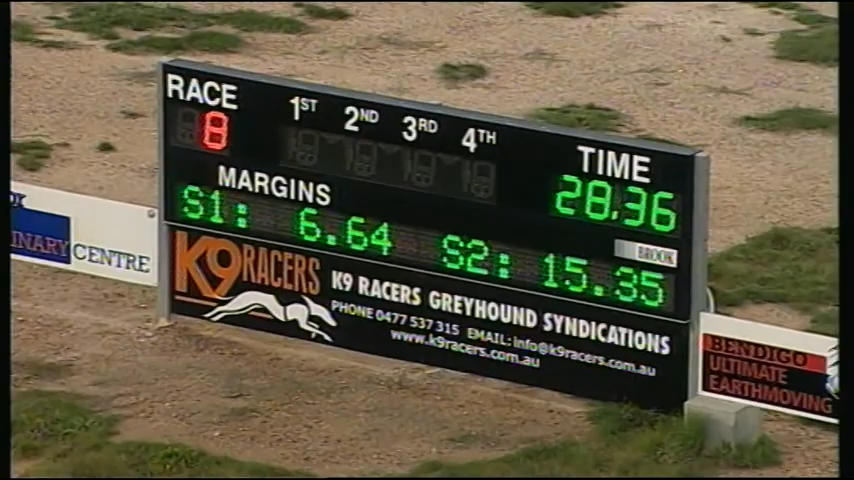 RACE 1ST 2ND 3RD 4TH TIME
8 28.36
MARGINS
S1: 6.64 S2: 15.35
BROOK
K9 RACERS
K9 RACERS GREYHOUND SYNDICATIONS
PHONE 0477 537 315 EMAIL: info@k9racers.com.au
www.k9racers.com.au
CENTRE
BENDIGO
ULTIMATE
EARTHMOVING